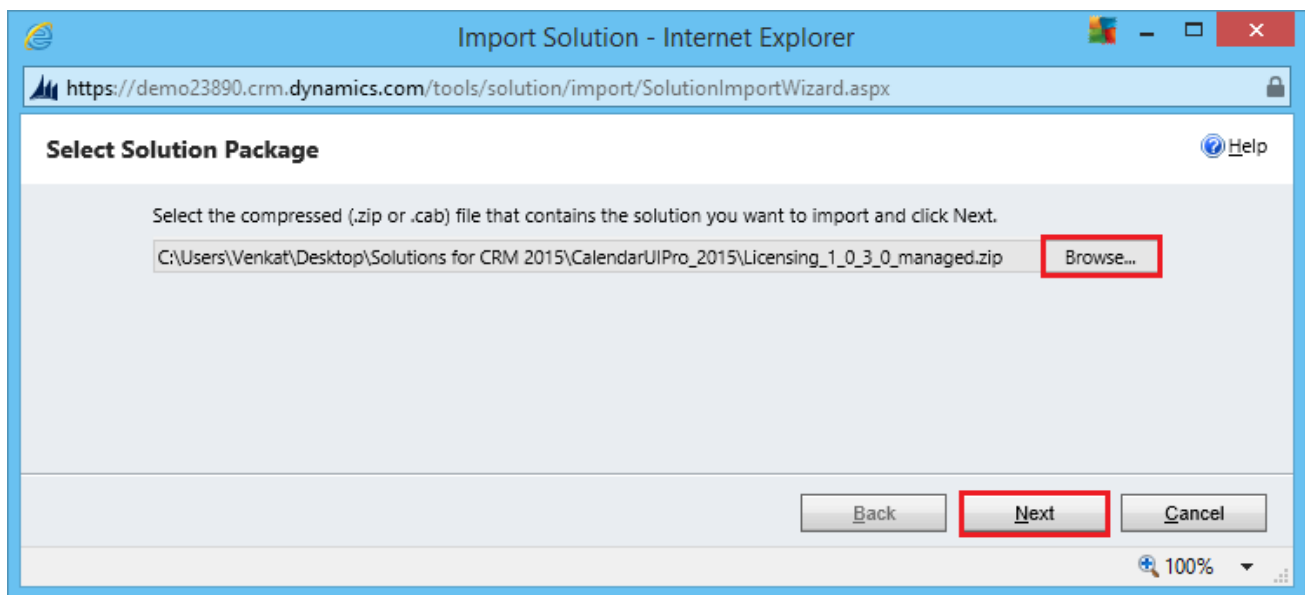 Import Solution - Internet Explorer
https://demo23890.crm.dynamics.com/tools/solution/import/SolutionImportWizard.aspx
Select Solution Package
Help
Select the compressed (.zip or .cab) file that contains the solution you want to import and click Next.
C:\Users\Venkat\Desktop\Solutions for CRM 2015\CalendarUIPro_2015\Licensing_1_0_3_0_managed.zip Browse...
Back Next Cancel
100%